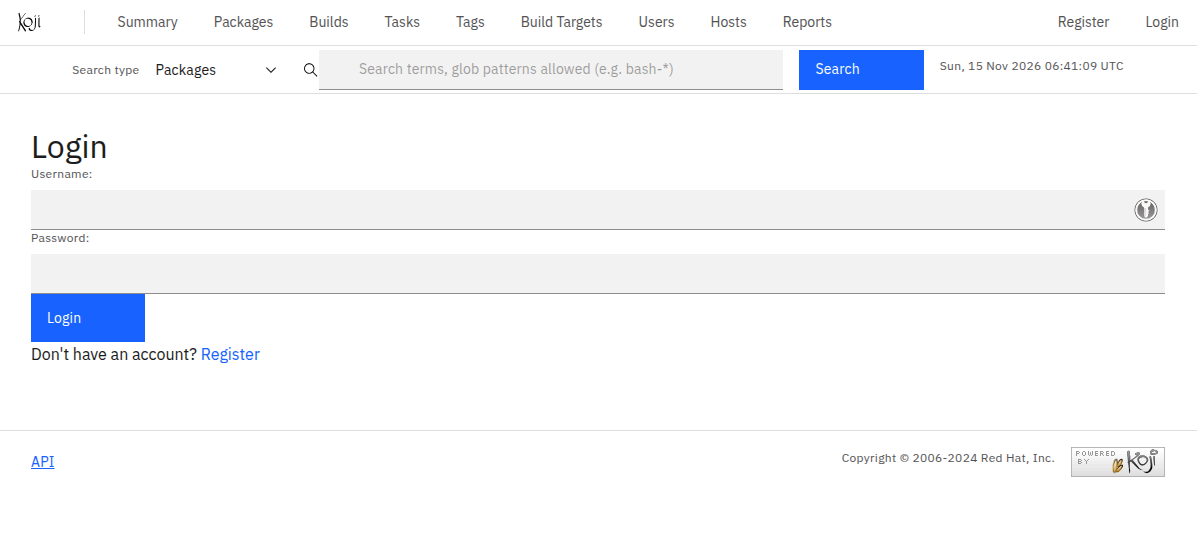 Koji Summary Packages Builds Tasks Tags Build Targets Users Hosts Reports Register Login
Search type Packages Search terms, glob patterns allowed (e.g. bash-*) Search Sun, 15 Nov 2026 06:41:09 UTC
Login
Username:
Password:
Login
Don't have an account? Register
API Copyright © 2006-2024 Red Hat, Inc. POWERED BY Koji